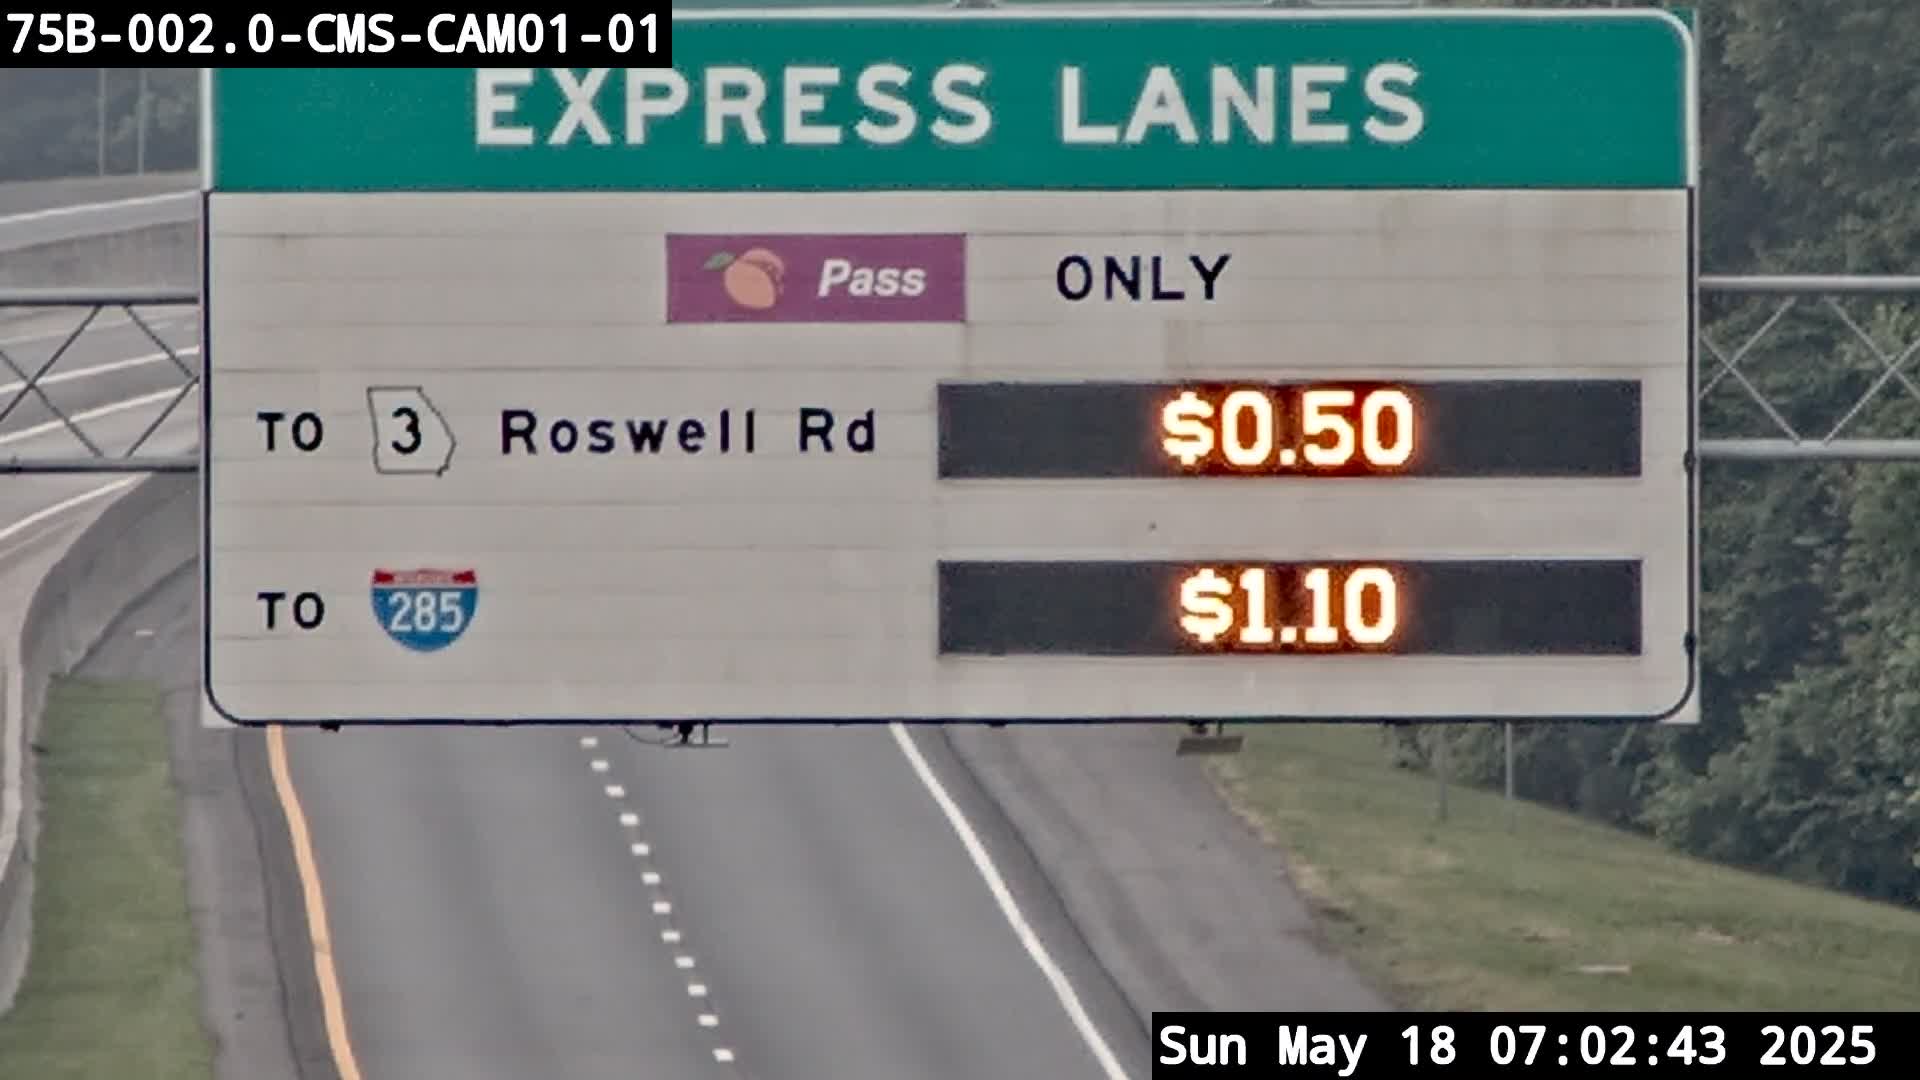 75B-002.0-CMS-CAM01-01
EXPRESS LANES
Pass ONLY
TO 3 Roswell Rd $0.50
TO 285 $1.10
Sun May 18 07:02:43 2025